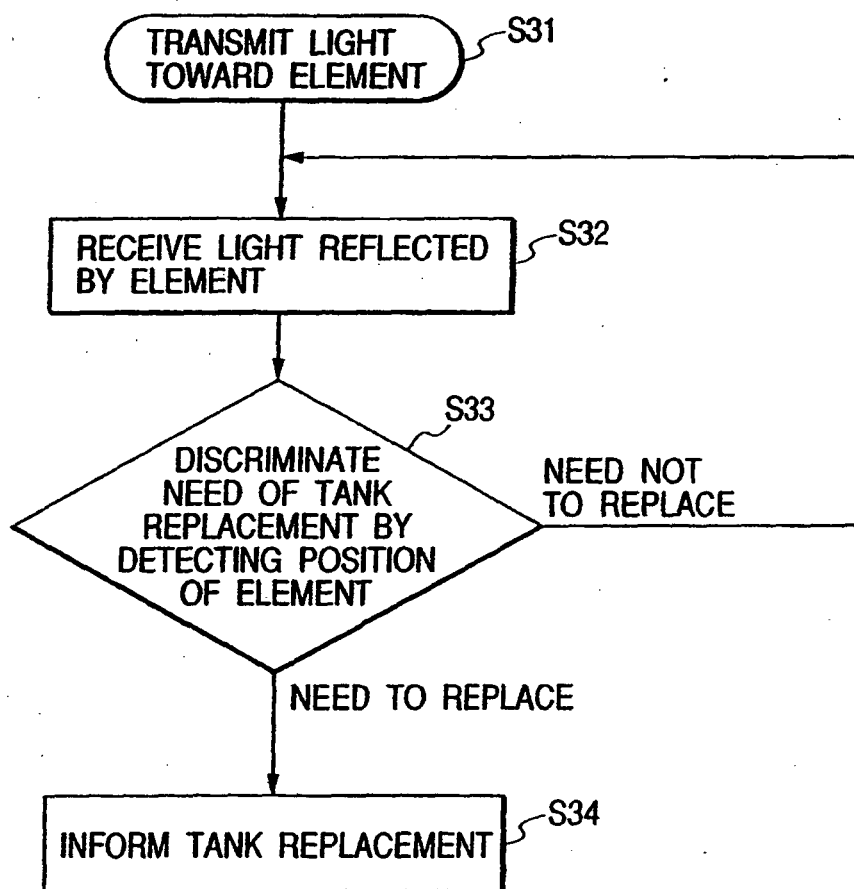 TRANSMIT LIGHT
TOWARD ELEMENT
S31
RECEIVE LIGHT REFLECTED
BY ELEMENT
S32
S33
DISCRIMINATE
NEED OF TANK
REPLACEMENT BY
DETECTING POSITION
OF ELEMENT
NEED NOT
TO REPLACE
NEED TO REPLACE
S34
INFORM TANK REPLACEMENT